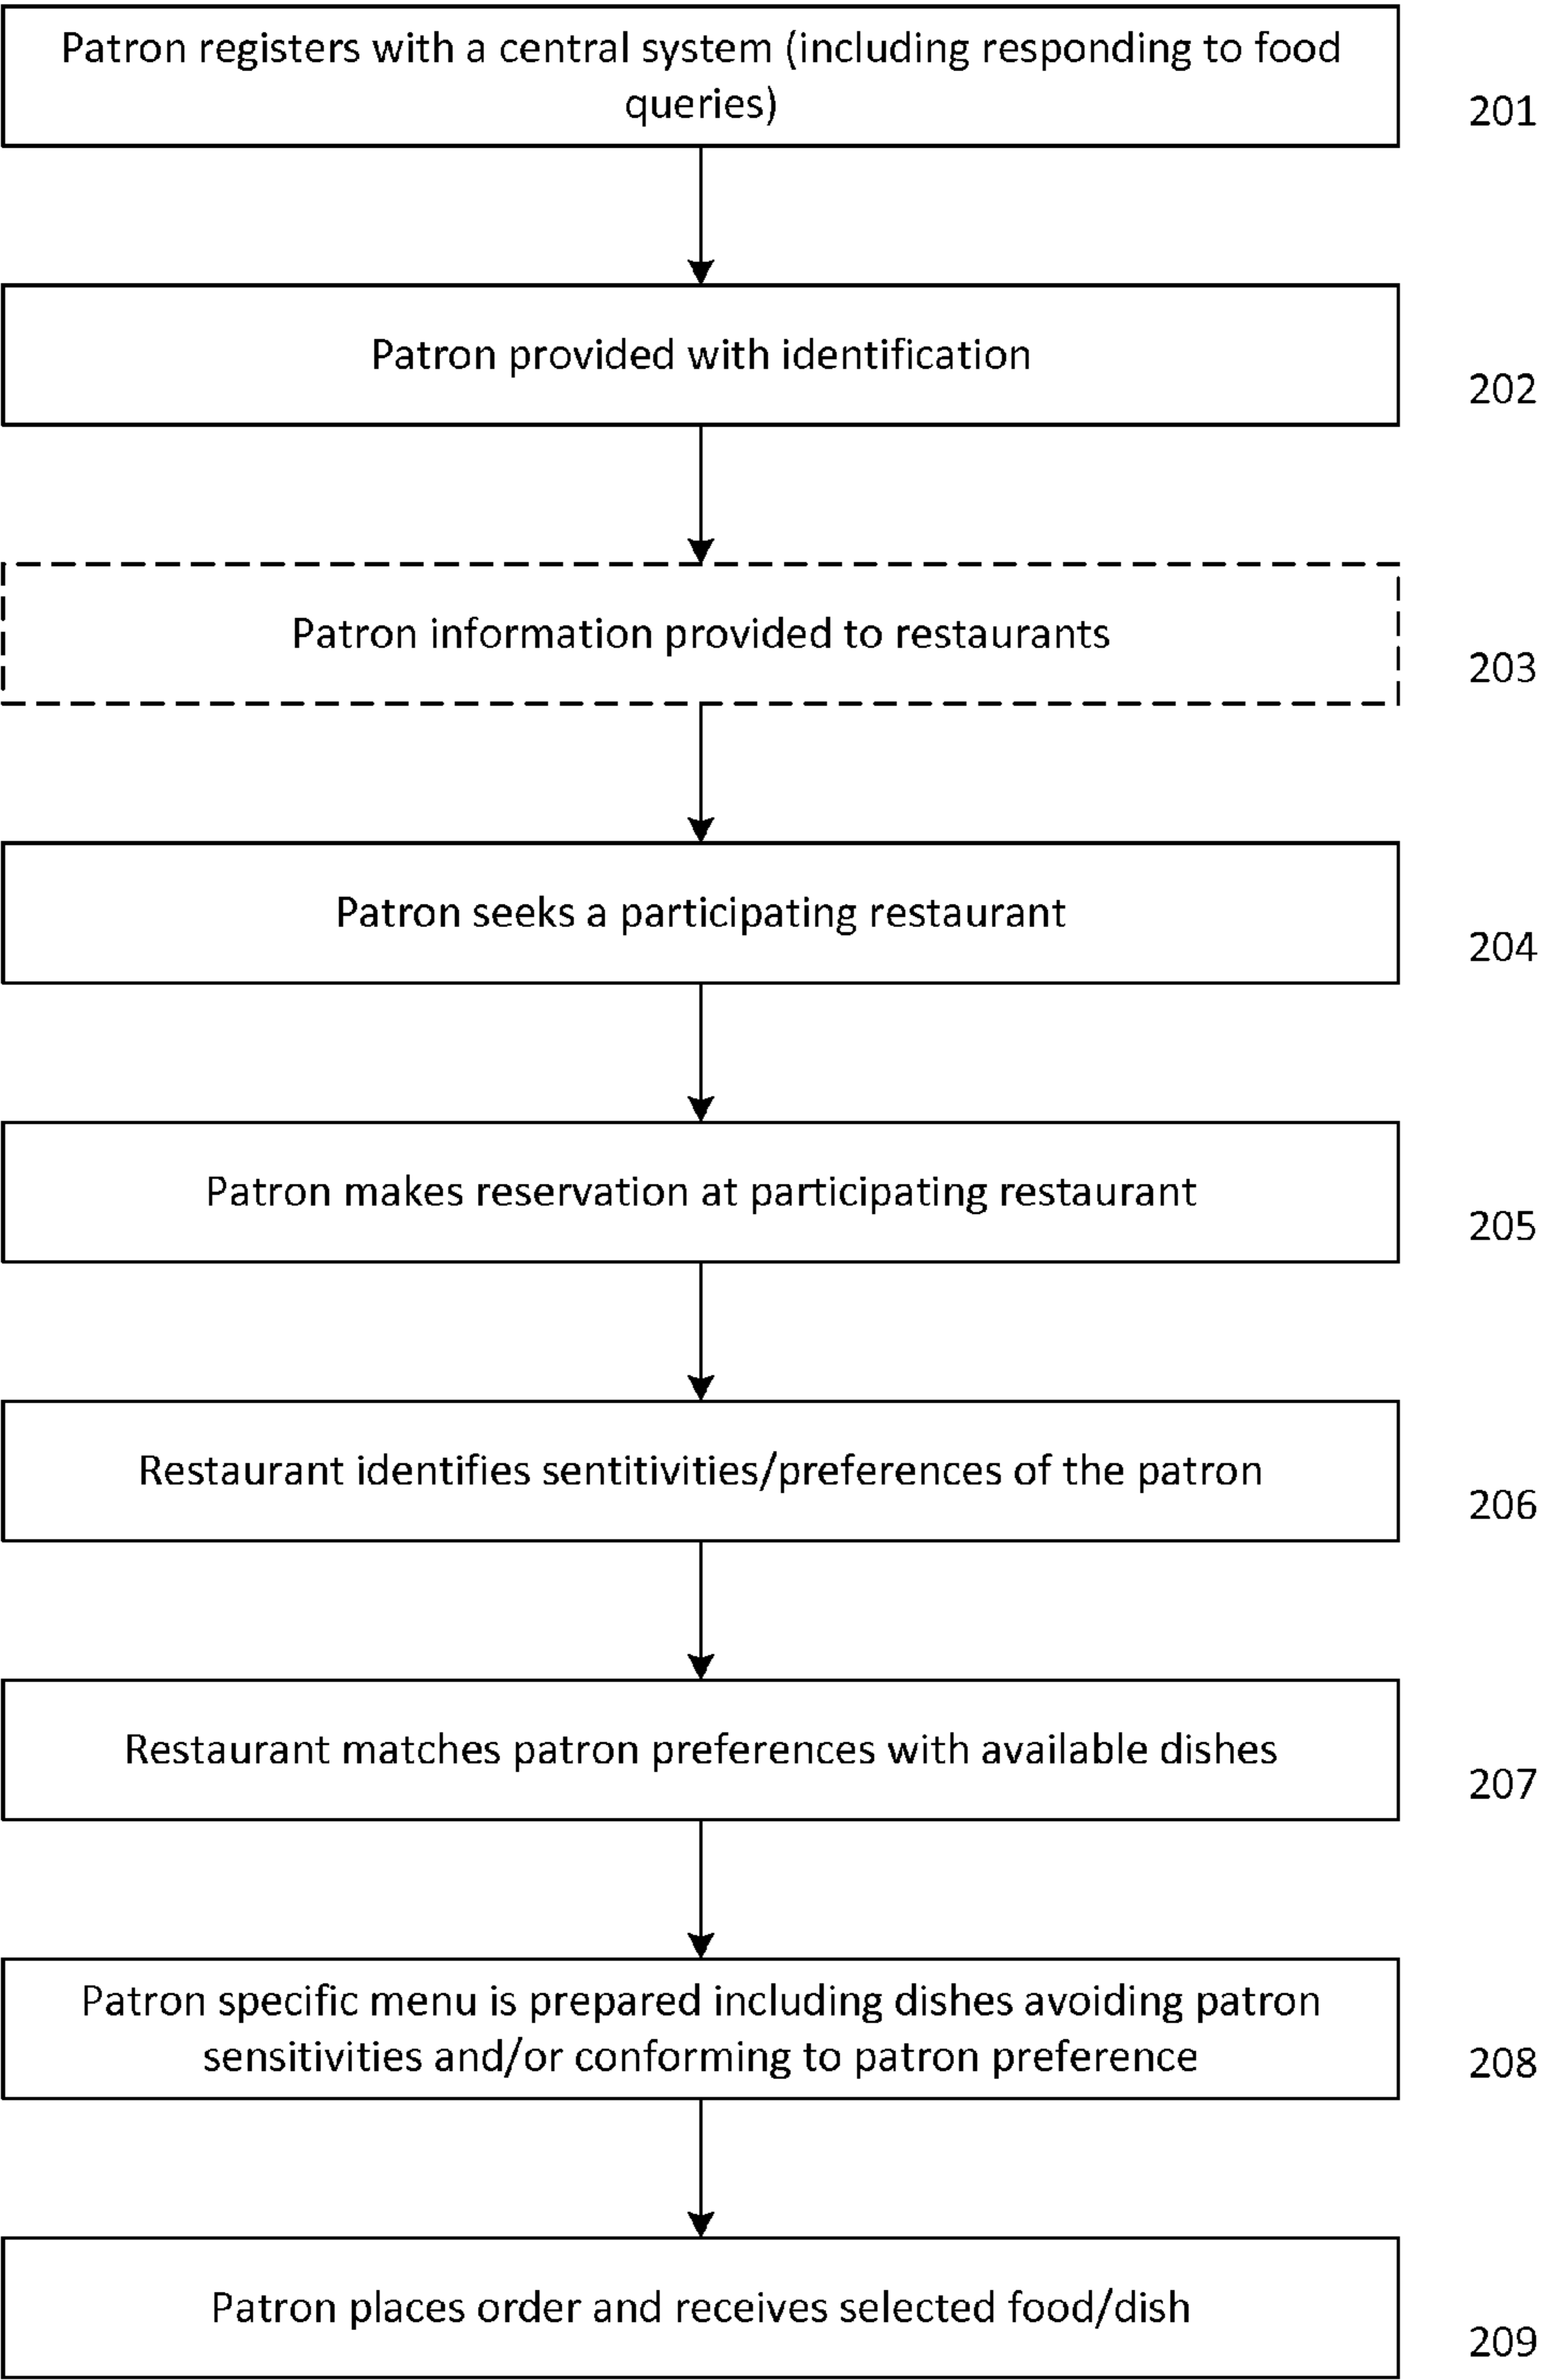 Patron registers with a central system (including responding to food
queries)
201
Patron provided with identification
202
Patron information provided to restaurants
203
Patron seeks a participating restaurant
204
Patron makes reservation at participating restaurant
205
Restaurant identifies sentitivities/preferences of the patron
206
Restaurant matches patron preferences with available dishes
207
Patron specific menu is prepared including dishes avoiding patron
sensitivities and/or conforming to patron preference
208
Patron places order and receives selected food/dish
209